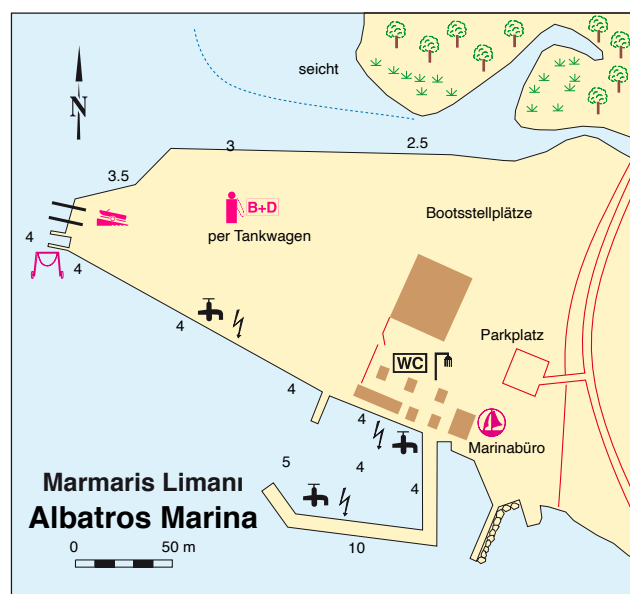 seicht
N
3
2.5
3.5
B+D
per Tankwagen
Bootsstellplätze
4
4
4
Parkplatz
WC
4
4
Marinabüro
5
4
4
Marmaris Limanı
Albatros Marina
10
0 50 m